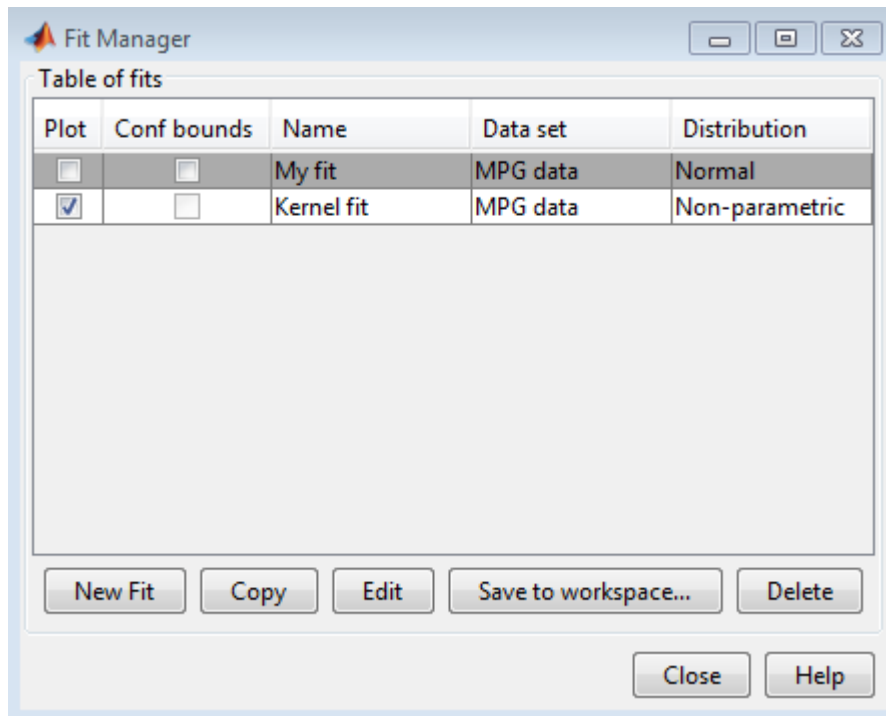 Fit Manager
Table of fits
Plot Conf bounds Name Data set Distribution
My fit MPG data Normal
Kernel fit MPG data Non-parametric
New Fit Copy Edit Save to workspace... Delete
Close Help